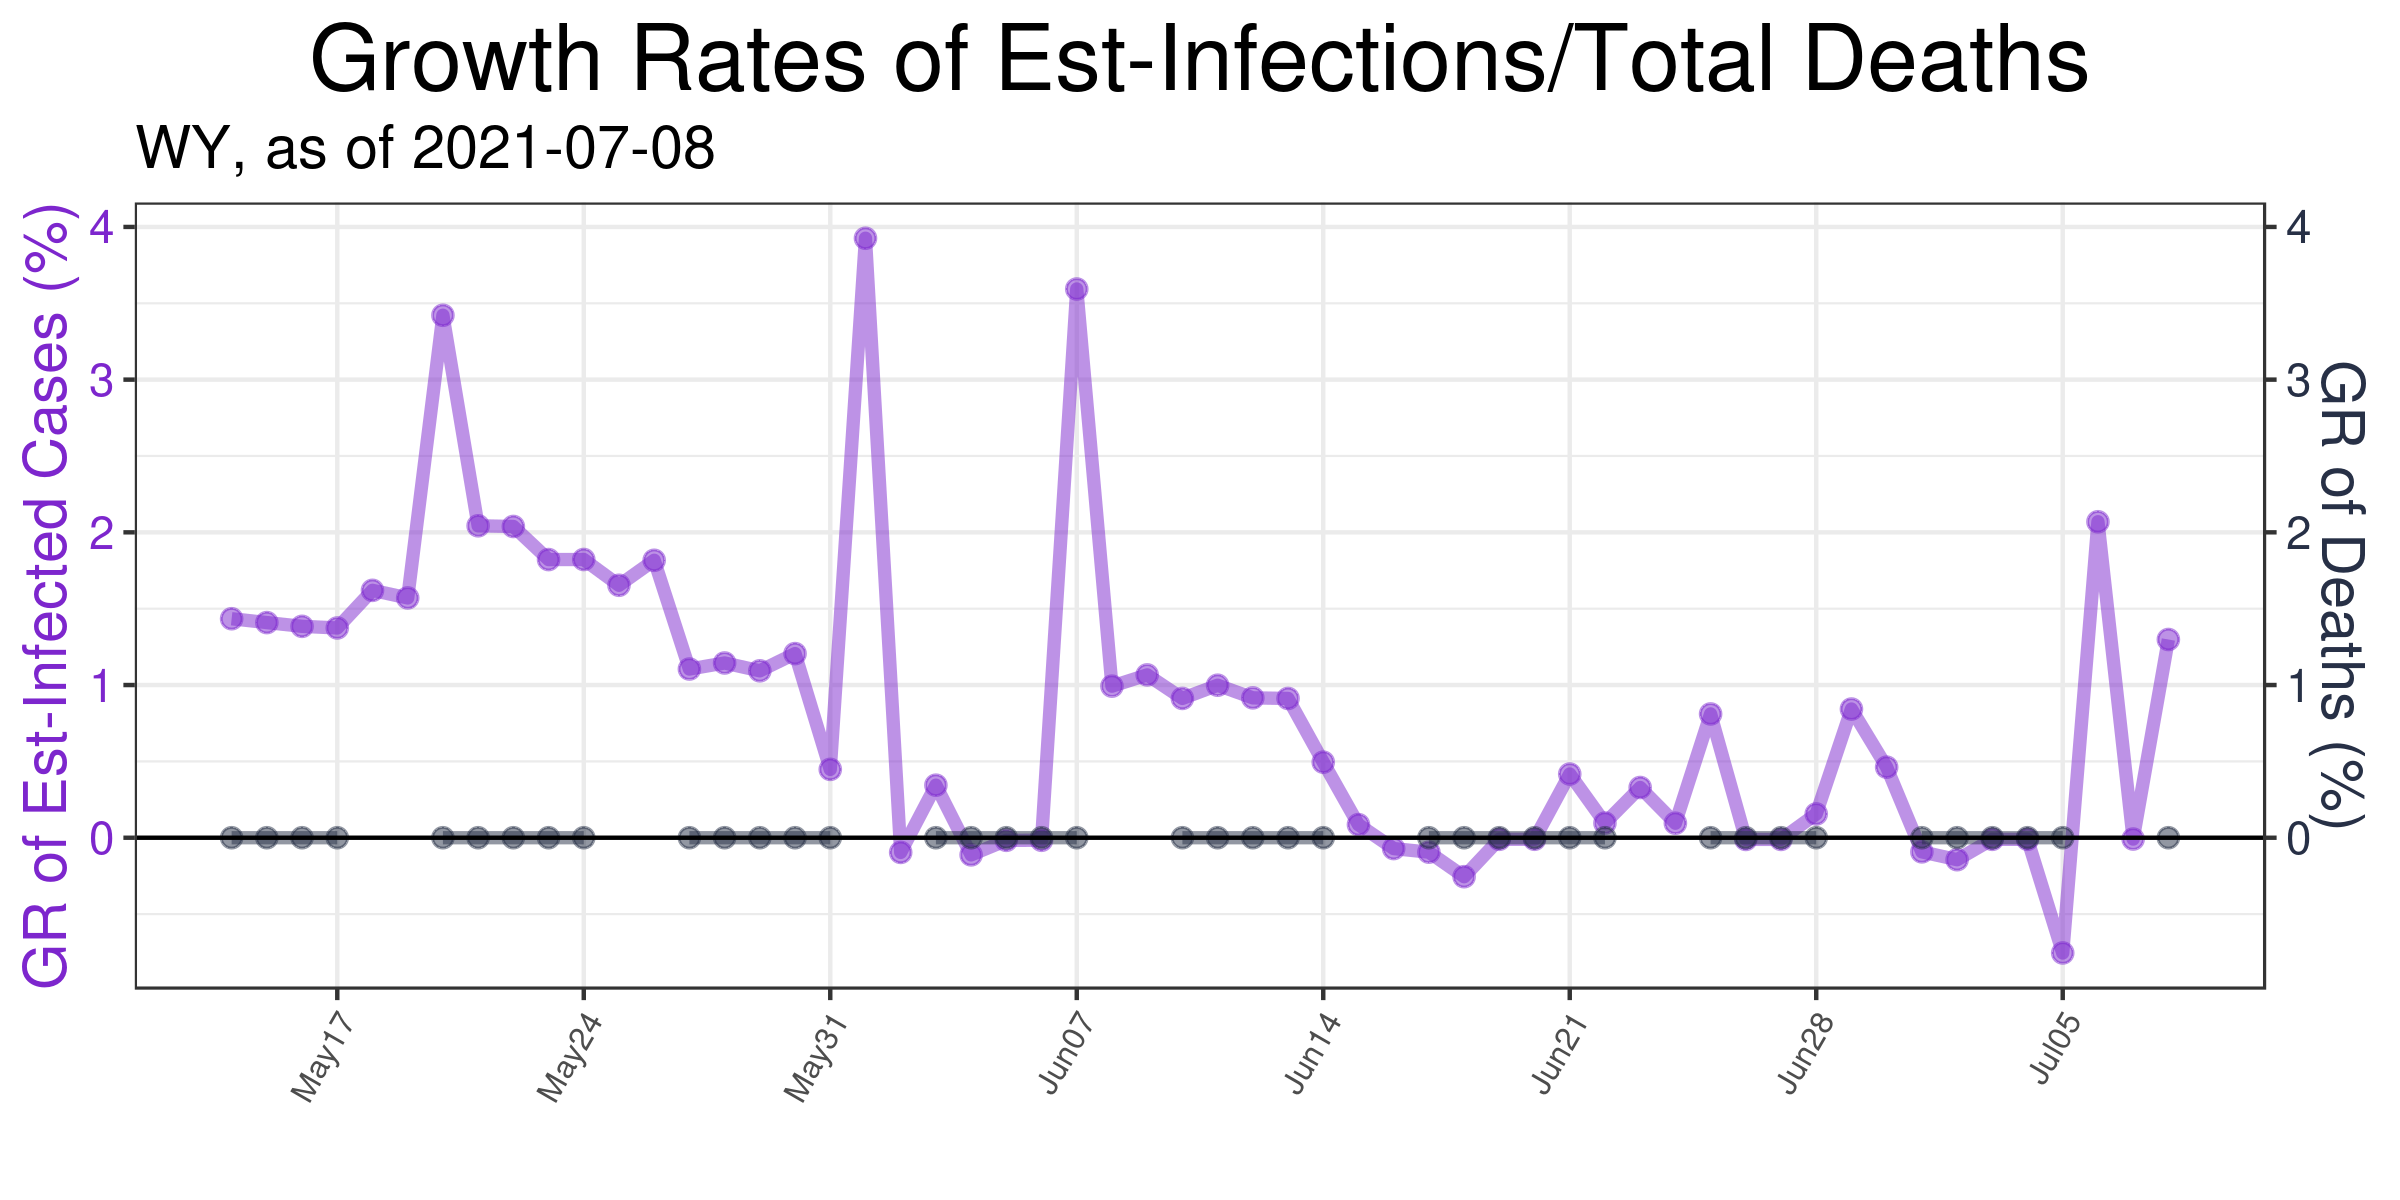 Growth Rates of Est-Infections/Total Deaths
WY, as of 2021-07-08
GR of Est-Infected Cases (%)
4
3
2
1
0
4
3
2
1
0
GR of Deaths (%)
May17
May24
May31
Jun07
Jun14
Jun21
Jun28
Jul05